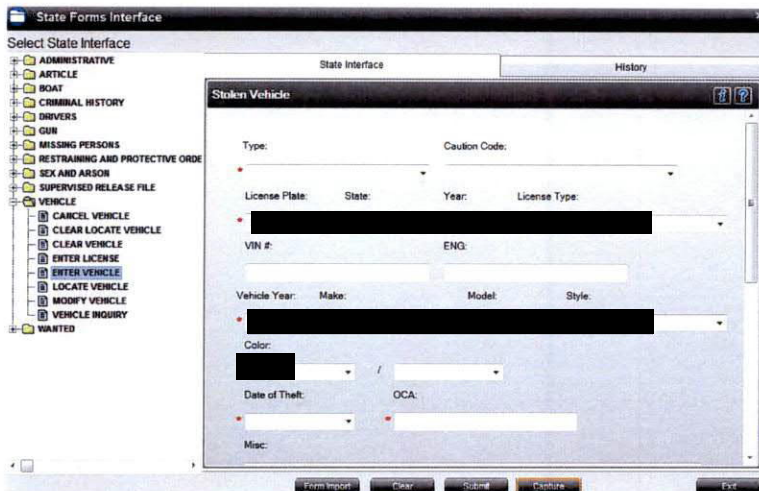 State Forms Interface
Select State Interface
ADMINISTRATIVE
ARTICLE
BOAT
CRIMINAL HISTORY
DRIVERS
GUN
MISSING PERSONS
RESTRAINING AND PROTECTIVE ORDE
SEX AND ARSON
SUPERVISED RELEASE FILE
VEHICLE
CANCEL VEHICLE
CLEAR LOCATE VEHICLE
CLEAR VEHICLE
ENTER LICENSE
ENTER VEHICLE
LOCATE VEHICLE
MODIFY VEHICLE
VEHICLE INQUIRY
WANTED
State Interface History
Stolen Vehicle
Type: Caution Code:
*
License Plate: State: Year: License Type:
*
VIN #: ENG:
Vehicle Year: Make: Model: Style:
*
Color:
/
Date of Theft: OCA:
* *
Misc:
Form Import Clear Submit Capture Exit